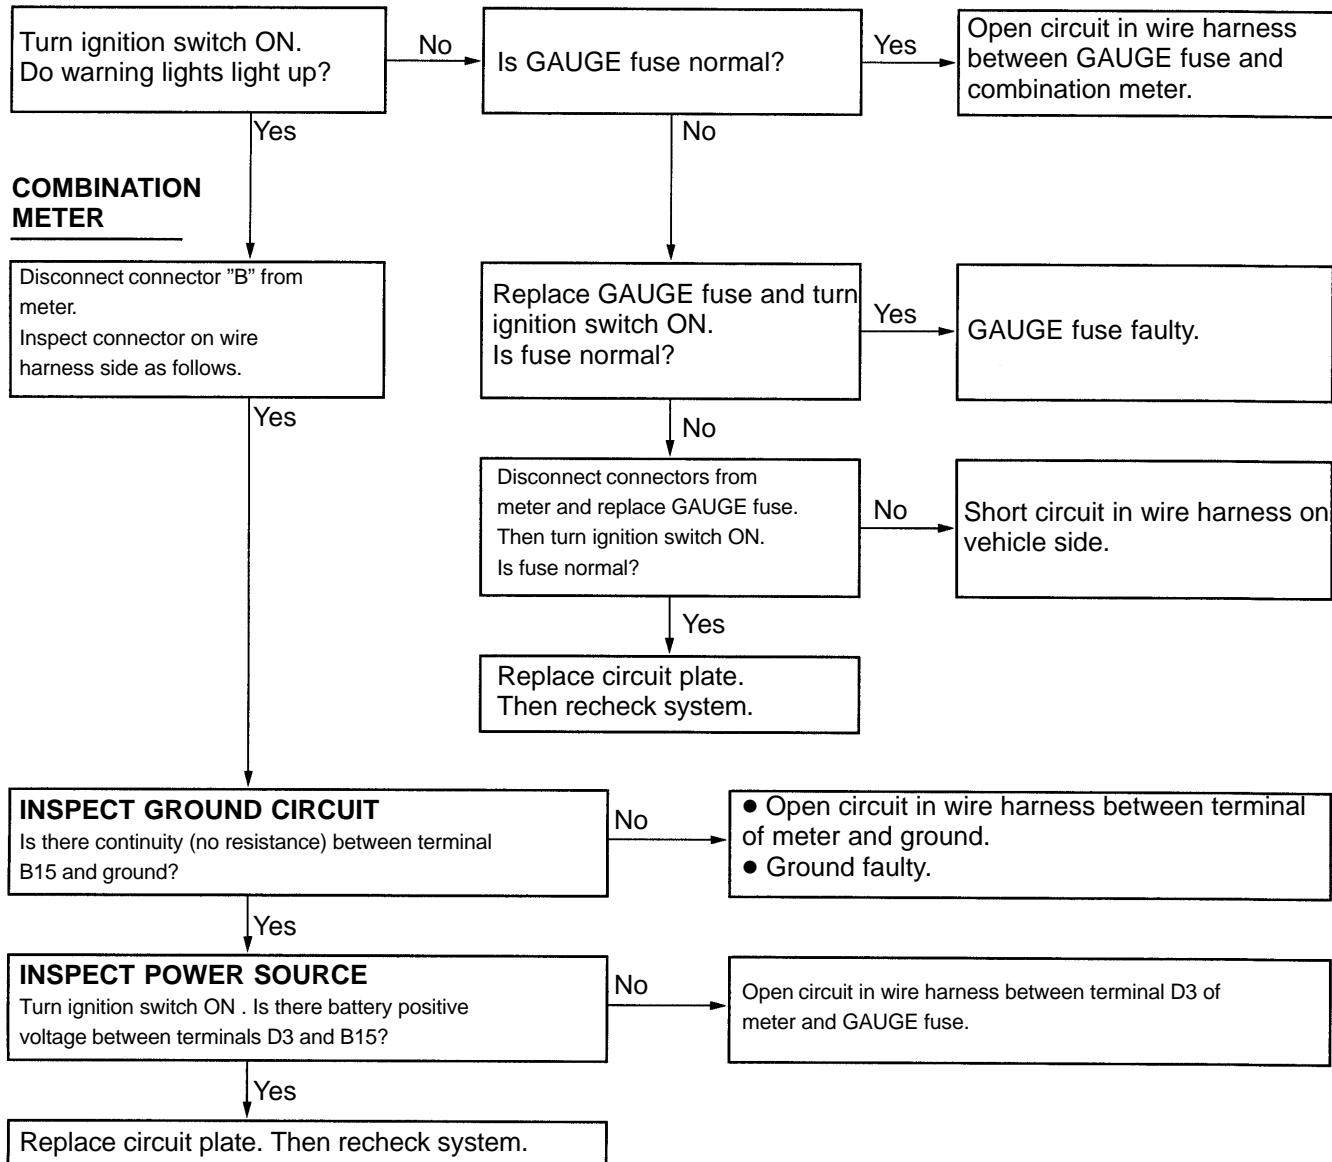 Turn ignition switch ON.
Do warning lights light up?
No
Is GAUGE fuse normal?
Yes
Open circuit in wire harness
between GAUGE fuse and
combination meter.
Yes
No
COMBINATION
METER
Disconnect connector ”B” from
meter.
Inspect connector on wire
harness side as follows.
Replace GAUGE fuse and turn
ignition switch ON.
Is fuse normal?
Yes
GAUGE fuse faulty.
Yes
No
Disconnect connectors from
meter and replace GAUGE fuse.
Then turn ignition switch ON.
Is fuse normal?
No
Short circuit in wire harness on
vehicle side.
Yes
Replace circuit plate.
Then recheck system.
INSPECT GROUND CIRCUIT
Is there continuity (no resistance) between terminal
B15 and ground?
No
● Open circuit in wire harness between terminal
of meter and ground.
● Ground faulty.
Yes
INSPECT POWER SOURCE
Turn ignition switch ON . Is there battery positive
voltage between terminals D3 and B15?
No
Open circuit in wire harness between terminal D3 of
meter and GAUGE fuse.
Yes
Replace circuit plate. Then recheck system.